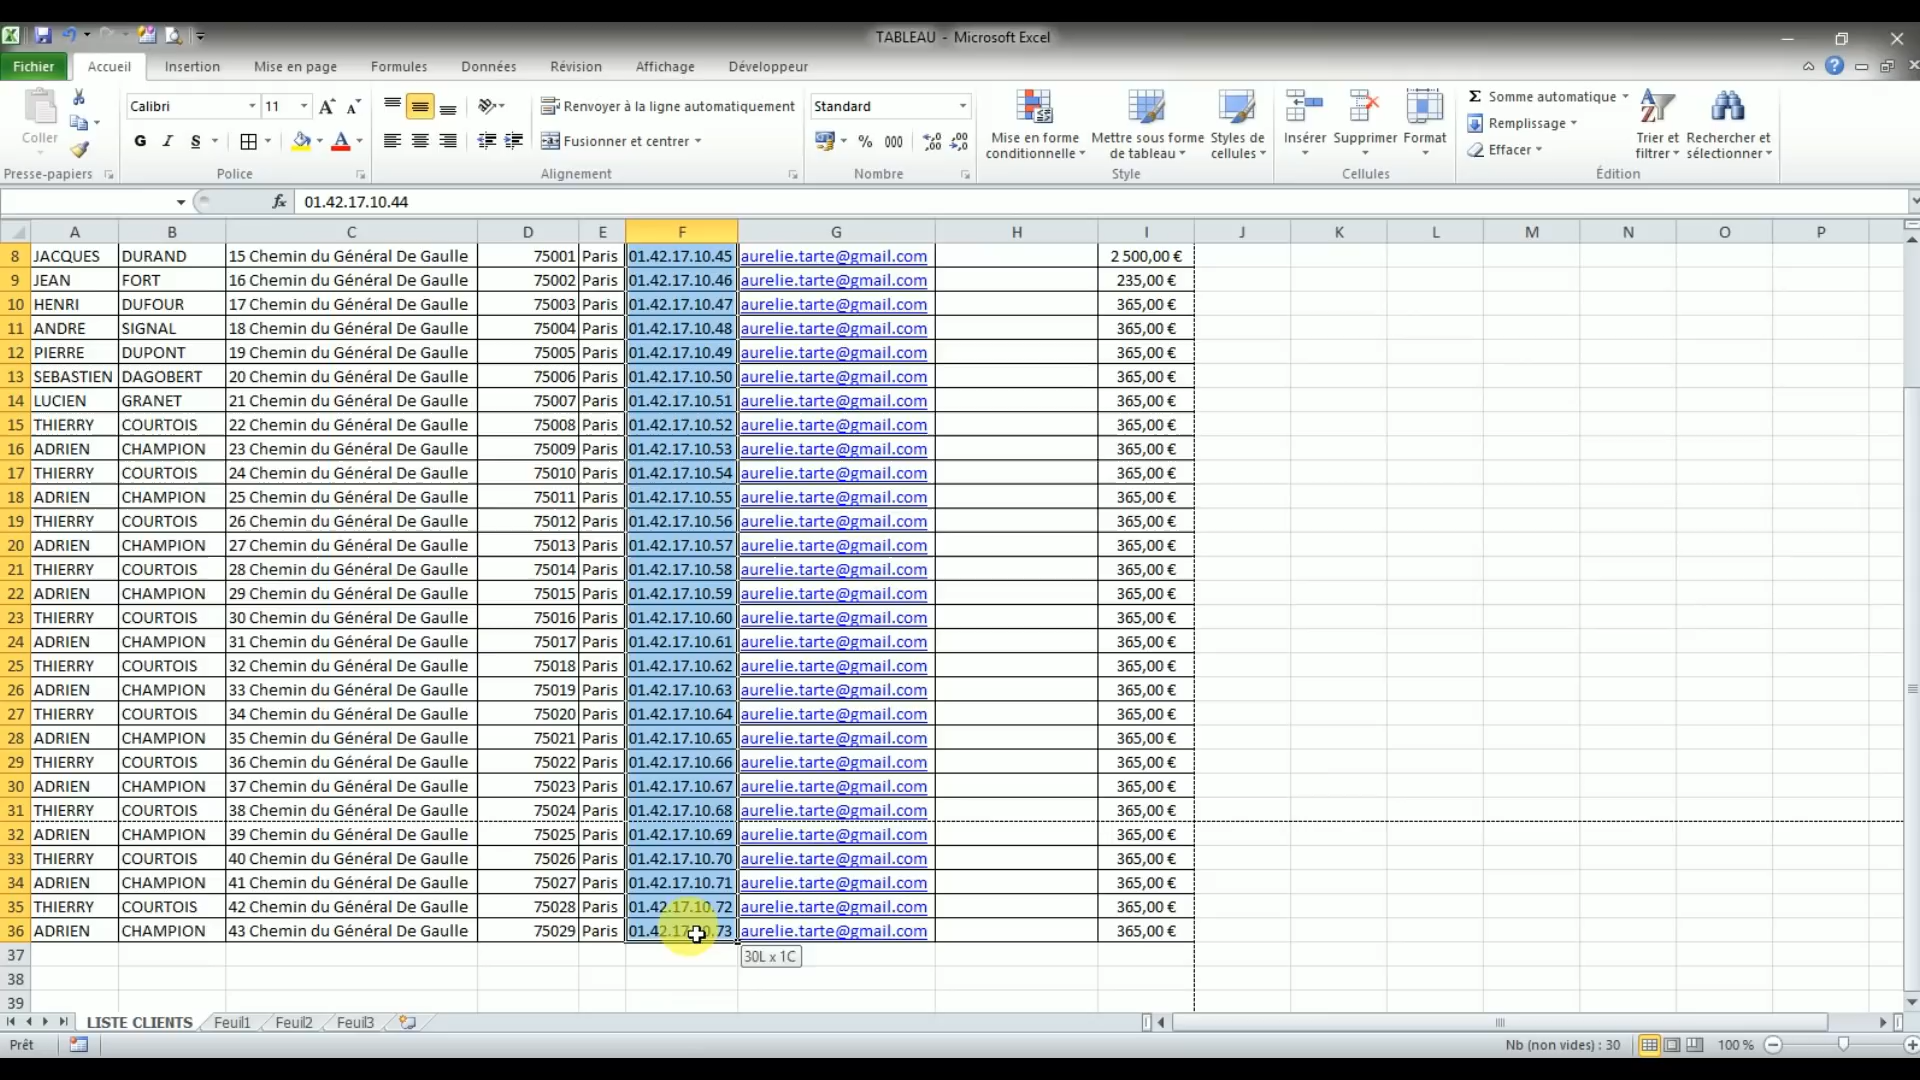 TABLEAU - Microsoft Excel
Fichier Accueil Insertion Mise en page Formules Données Révision Affichage Développeur
Calibri 11 Renvoyer à la ligne automatiquement Standard Somme automatique
Coller G I S Fusionner et centrer % 000 Mise en forme conditionnelle Mettre sous forme de tableau Styles de cellules Insérer Supprimer Format Remplissage Effacer Trier et filtrer Rechercher et sélectionner
Presse-papiers Police Alignement Nombre Style Cellules Édition
fx 01.42.17.10.44
A B C D E F G H I J K L M N O P
8 JACQUES DURAND 15 Chemin du Général De Gaulle 75001 Paris 01.42.17.10.45 aurelie.tarte@gmail.com 2 500,00 €
9 JEAN FORT 16 Chemin du Général De Gaulle 75002 Paris 01.42.17.10.46 aurelie.tarte@gmail.com 235,00 €
10 HENRI DUFOUR 17 Chemin du Général De Gaulle 75003 Paris 01.42.17.10.47 aurelie.tarte@gmail.com 365,00 €
11 ANDRE SIGNAL 18 Chemin du Général De Gaulle 75004 Paris 01.42.17.10.48 aurelie.tarte@gmail.com 365,00 €
12 PIERRE DUPONT 19 Chemin du Général De Gaulle 75005 Paris 01.42.17.10.49 aurelie.tarte@gmail.com 365,00 €
13 SEBASTIEN DAGOBERT 20 Chemin du Général De Gaulle 75006 Paris 01.42.17.10.50 aurelie.tarte@gmail.com 365,00 €
14 LUCIEN GRANET 21 Chemin du Général De Gaulle 75007 Paris 01.42.17.10.51 aurelie.tarte@gmail.com 365,00 €
15 THIERRY COURTOIS 22 Chemin du Général De Gaulle 75008 Paris 01.42.17.10.52 aurelie.tarte@gmail.com 365,00 €
16 ADRIEN CHAMPION 23 Chemin du Général De Gaulle 75009 Paris 01.42.17.10.53 aurelie.tarte@gmail.com 365,00 €
17 THIERRY COURTOIS 24 Chemin du Général De Gaulle 75010 Paris 01.42.17.10.54 aurelie.tarte@gmail.com 365,00 €
18 ADRIEN CHAMPION 25 Chemin du Général De Gaulle 75011 Paris 01.42.17.10.55 aurelie.tarte@gmail.com 365,00 €
19 THIERRY COURTOIS 26 Chemin du Général De Gaulle 75012 Paris 01.42.17.10.56 aurelie.tarte@gmail.com 365,00 €
20 ADRIEN CHAMPION 27 Chemin du Général De Gaulle 75013 Paris 01.42.17.10.57 aurelie.tarte@gmail.com 365,00 €
21 THIERRY COURTOIS 28 Chemin du Général De Gaulle 75014 Paris 01.42.17.10.58 aurelie.tarte@gmail.com 365,00 €
22 ADRIEN CHAMPION 29 Chemin du Général De Gaulle 75015 Paris 01.42.17.10.59 aurelie.tarte@gmail.com 365,00 €
23 THIERRY COURTOIS 30 Chemin du Général De Gaulle 75016 Paris 01.42.17.10.60 aurelie.tarte@gmail.com 365,00 €
24 ADRIEN CHAMPION 31 Chemin du Général De Gaulle 75017 Paris 01.42.17.10.61 aurelie.tarte@gmail.com 365,00 €
25 THIERRY COURTOIS 32 Chemin du Général De Gaulle 75018 Paris 01.42.17.10.62 aurelie.tarte@gmail.com 365,00 €
26 ADRIEN CHAMPION 33 Chemin du Général De Gaulle 75019 Paris 01.42.17.10.63 aurelie.tarte@gmail.com 365,00 €
27 THIERRY COURTOIS 34 Chemin du Général De Gaulle 75020 Paris 01.42.17.10.64 aurelie.tarte@gmail.com 365,00 €
28 ADRIEN CHAMPION 35 Chemin du Général De Gaulle 75021 Paris 01.42.17.10.65 aurelie.tarte@gmail.com 365,00 €
29 THIERRY COURTOIS 36 Chemin du Général De Gaulle 75022 Paris 01.42.17.10.66 aurelie.tarte@gmail.com 365,00 €
30 ADRIEN CHAMPION 37 Chemin du Général De Gaulle 75023 Paris 01.42.17.10.67 aurelie.tarte@gmail.com 365,00 €
31 THIERRY COURTOIS 38 Chemin du Général De Gaulle 75024 Paris 01.42.17.10.68 aurelie.tarte@gmail.com 365,00 €
32 ADRIEN CHAMPION 39 Chemin du Général De Gaulle 75025 Paris 01.42.17.10.69 aurelie.tarte@gmail.com 365,00 €
33 THIERRY COURTOIS 40 Chemin du Général De Gaulle 75026 Paris 01.42.17.10.70 aurelie.tarte@gmail.com 365,00 €
34 ADRIEN CHAMPION 41 Chemin du Général De Gaulle 75027 Paris 01.42.17.10.71 aurelie.tarte@gmail.com 365,00 €
35 THIERRY COURTOIS 42 Chemin du Général De Gaulle 75028 Paris 01.42.17.10.72 aurelie.tarte@gmail.com 365,00 €
36 ADRIEN CHAMPION 43 Chemin du Général De Gaulle 75029 Paris 01.42.17.10.73 aurelie.tarte@gmail.com 365,00 €
37 30L x 1C
38
39
LISTE CLIENTS Feuil1 Feuil2 Feuil3
Prêt Nb (non vides) : 30 100 %